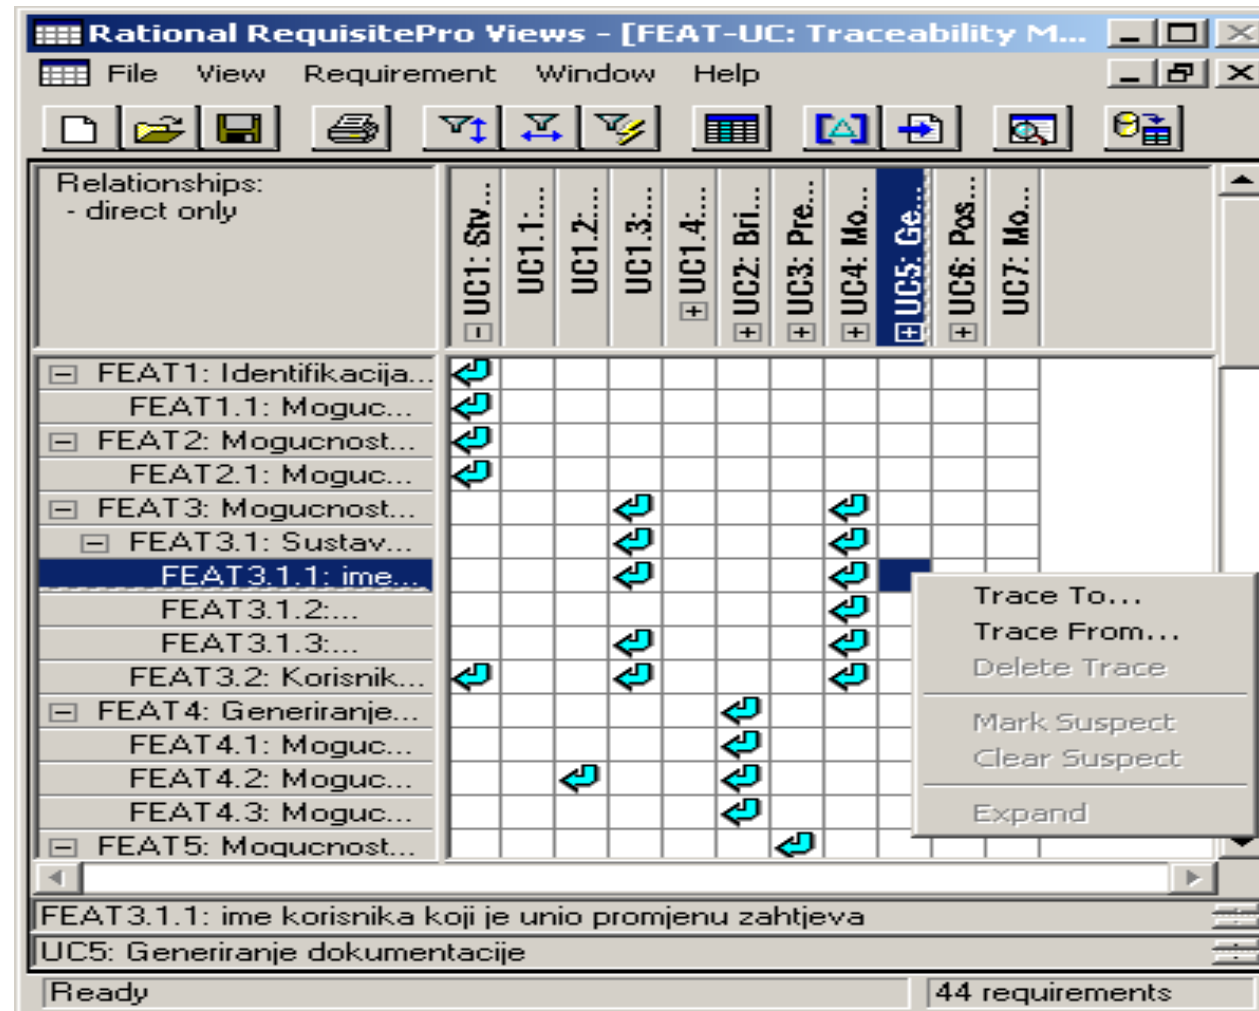 Rational RequisitePro Views - [FEAT-UC: Traceability M...
File View Requirement Window Help
Relationships:
- direct only
UC1: Stv...
UC1.1:...
UC1.2:...
UC1.3:...
UC1.4:...
UC2: Bri...
UC3: Pre...
UC4: Mo...
UC5: Ge...
UC6: Pos...
UC7: Mo...
FEAT1: Identifikacija...
FEAT1.1: Moguc...
FEAT2: Mogucnost...
FEAT2.1: Moguc...
FEAT3: Mogucnost...
FEAT3.1: Sustav...
FEAT3.1.1: ime...
FEAT3.1.2:...
FEAT3.1.3:...
FEAT3.2: Korisnik...
FEAT4: Generiranje...
FEAT4.1: Moguc...
FEAT4.2: Moguc...
FEAT4.3: Moguc...
FEAT5: Mogucnost...
Trace To...
Trace From...
Delete Trace
Mark Suspect
Clear Suspect
Expand
FEAT3.1.1: ime korisnika koji je unio promjenu zahtjeva
UC5: Generiranje dokumentacije
Ready
44 requirements